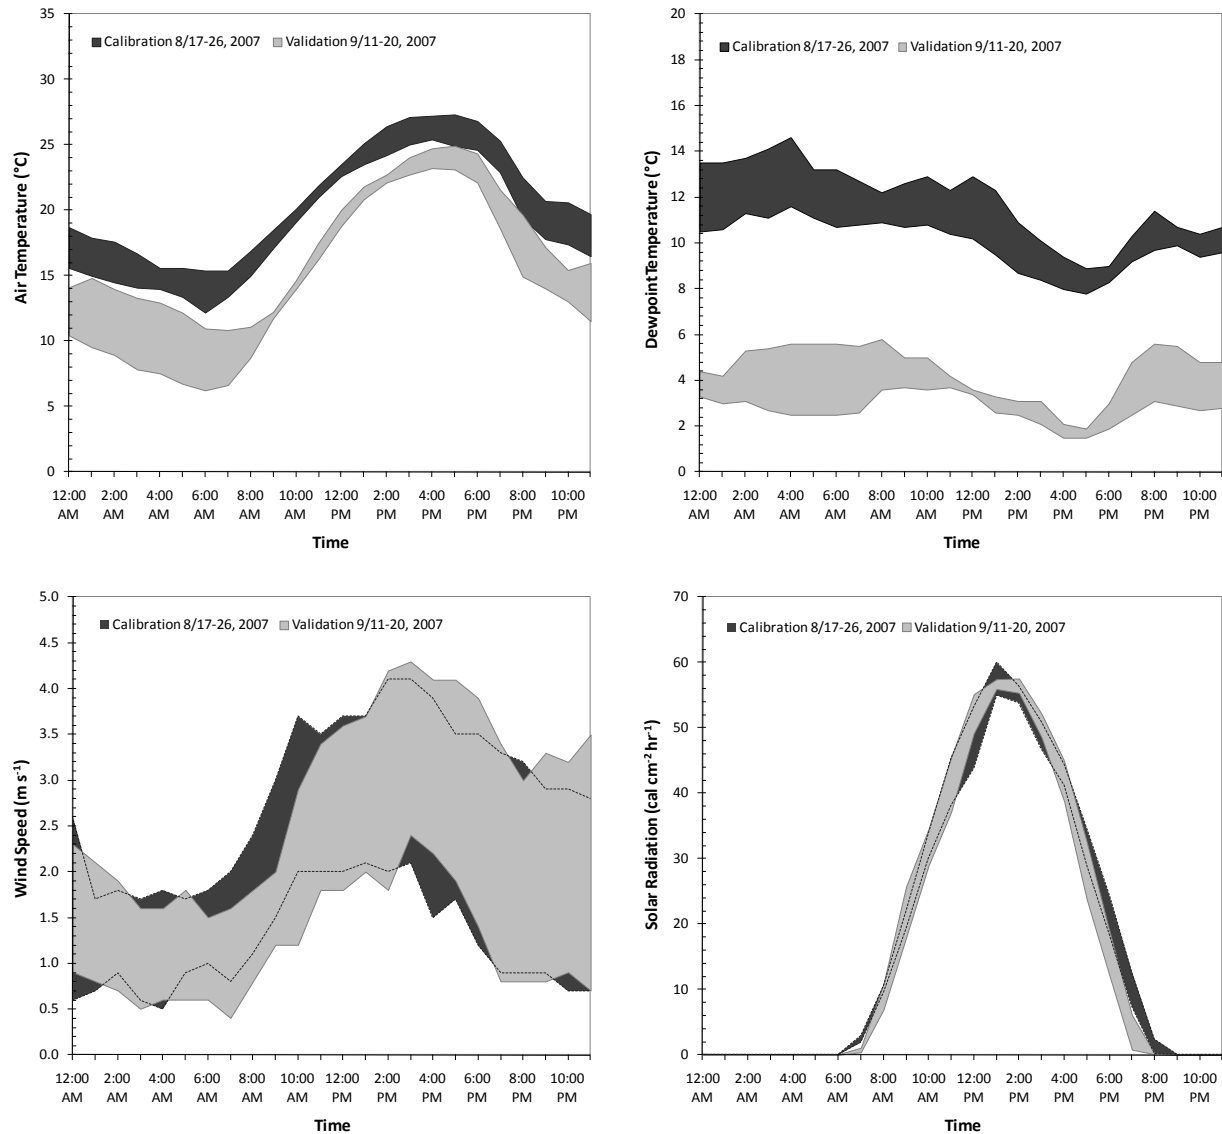 Calibration 8/17-26, 2007 Validation 9/11-20, 2007
Air Temperature (°C)
35
30
25
20
15
10
5
0
12:00 AM 2:00 AM 4:00 AM 6:00 AM 8:00 AM 10:00 AM 12:00 PM 2:00 PM 4:00 PM 6:00 PM 8:00 PM 10:00 PM
Time
Calibration 8/17-26, 2007 Validation 9/11-20, 2007
Dewpoint Temperature (°C)
20
18
16
14
12
10
8
6
4
2
0
12:00 AM 2:00 AM 4:00 AM 6:00 AM 8:00 AM 10:00 AM 12:00 PM 2:00 PM 4:00 PM 6:00 PM 8:00 PM 10:00 PM
Time
Calibration 8/17-26, 2007 Validation 9/11-20, 2007
Wind Speed (m s⁻¹)
5.0
4.5
4.0
3.5
3.0
2.5
2.0
1.5
1.0
0.5
0.0
12:00 AM 2:00 AM 4:00 AM 6:00 AM 8:00 AM 10:00 AM 12:00 PM 2:00 PM 4:00 PM 6:00 PM 8:00 PM 10:00 PM
Time
Calibration 8/17-26, 2007 Validation 9/11-20, 2007
Solar Radiation (cal cm⁻² hr⁻¹)
70
60
50
40
30
20
10
0
12:00 AM 2:00 AM 4:00 AM 6:00 AM 8:00 AM 10:00 AM 12:00 PM 2:00 PM 4:00 PM 6:00 PM 8:00 PM 10:00 PM
Time